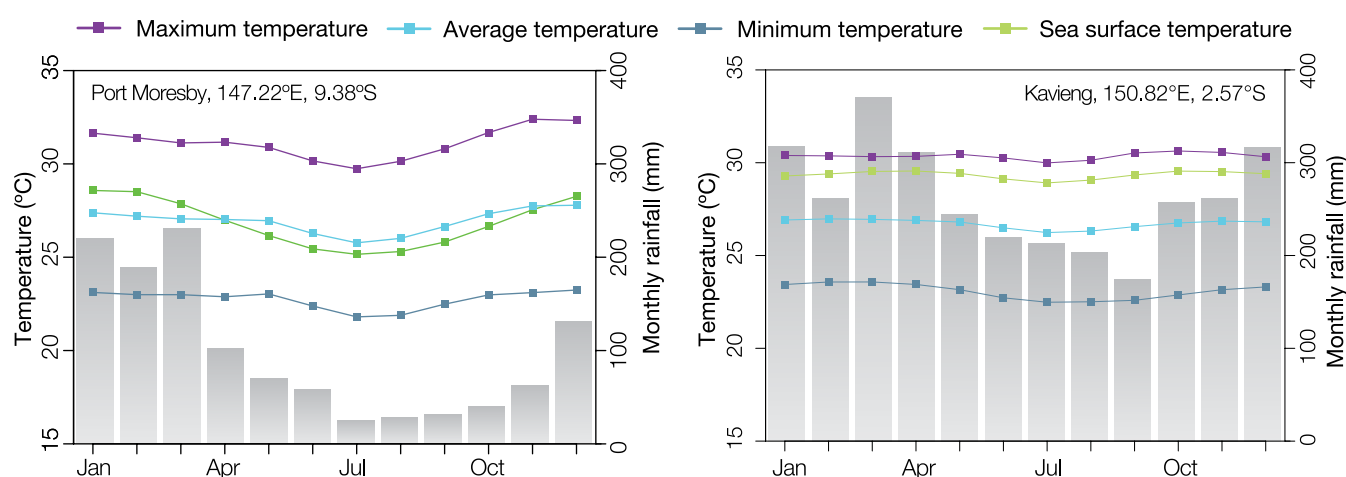 Maximum temperature Average temperature Minimum temperature Sea surface temperature
Port Moresby, 147.22ºE, 9.38ºS
Temperature (ºC)
35
30
25
20
15
Monthly rainfall (mm)
400
300
200
100
0
Jan Apr Jul Oct
Kavieng, 150.82ºE, 2.57°S
Temperature (ºC)
35
30
25
20
15
Monthly rainfall (mm)
400
300
200
100
0
Jan Apr Jul Oct